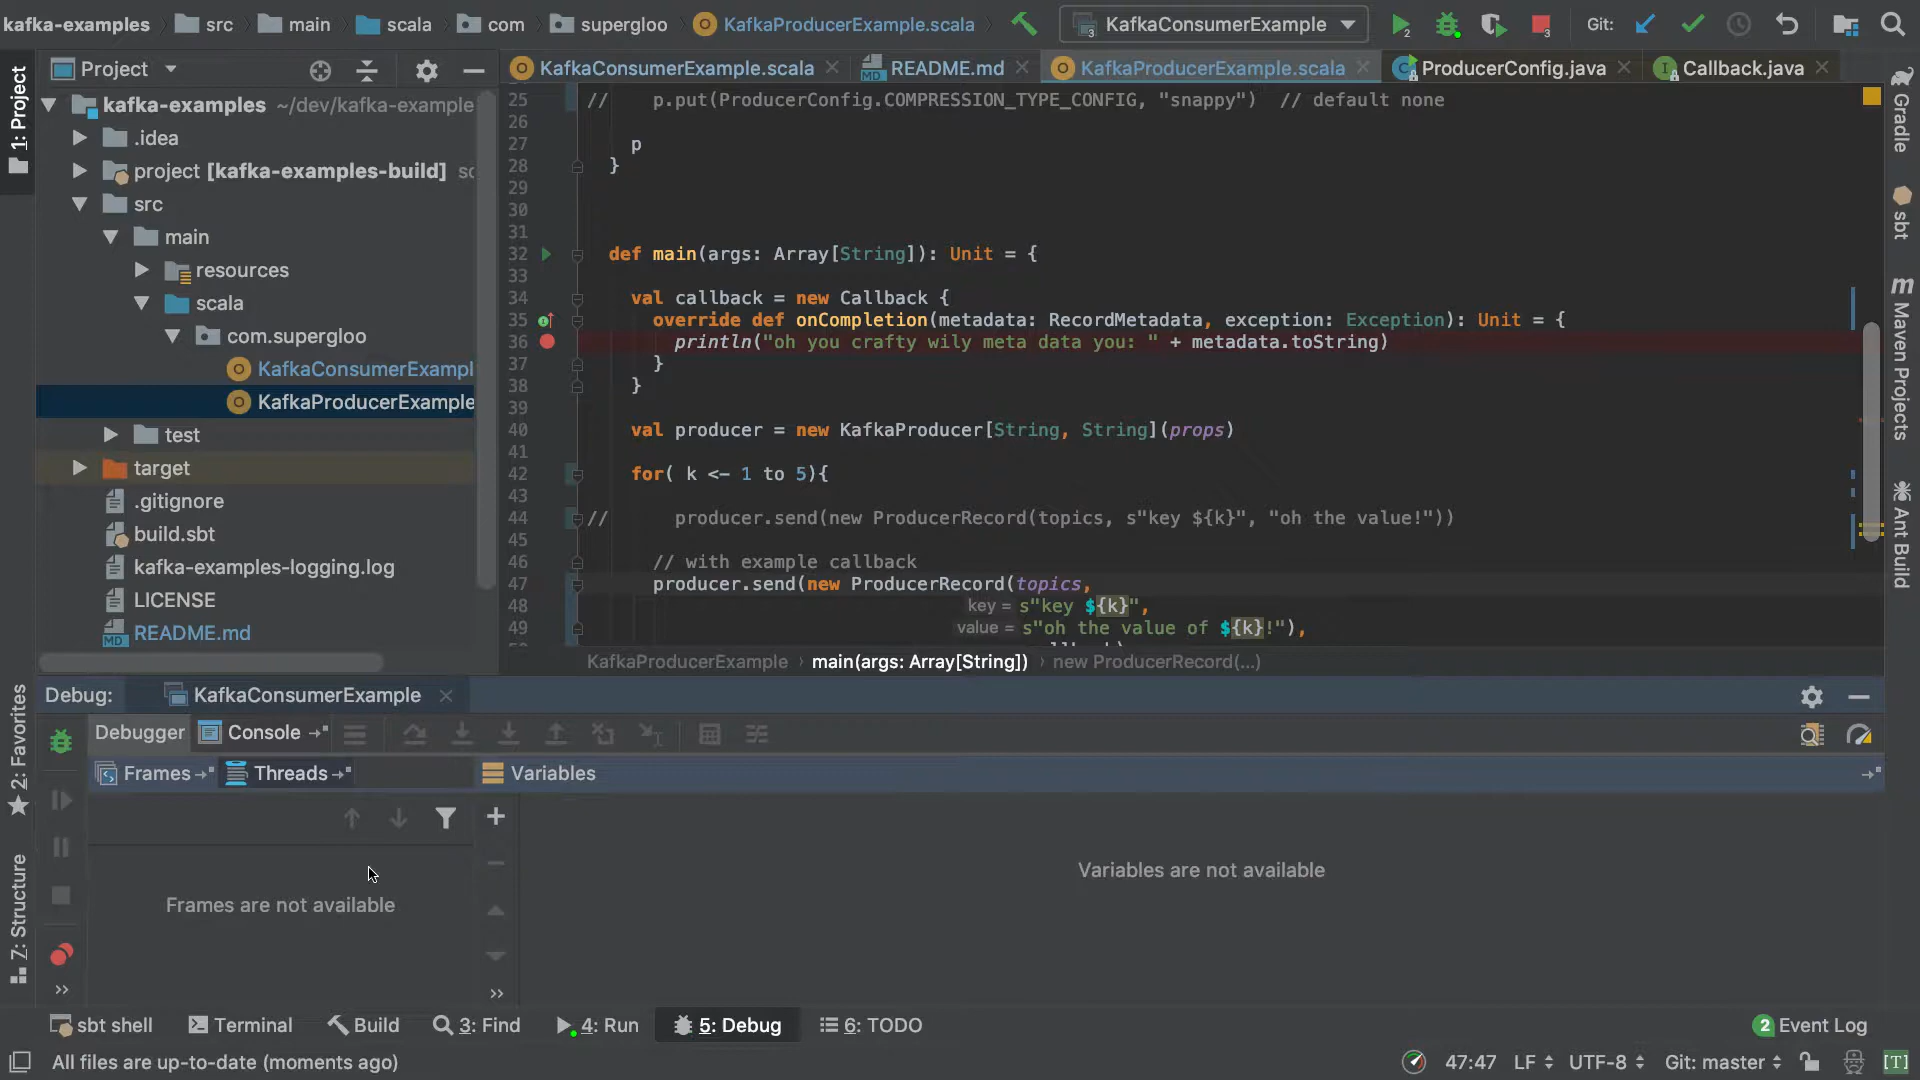 kafka-examples src main scala com supergloo KafkaProducerExample.scala KafkaConsumerExample Git:
1: Project
Project
KafkaConsumerExample.scala README.md KafkaProducerExample.scala ProducerConfig.java Callback.java
kafka-examples ~/dev/kafka-example
.idea
project [kafka-examples-build] sc
src
main
resources
scala
com.supergloo
KafkaConsumerExampl
KafkaProducerExample
test
target
.gitignore
build.sbt
kafka-examples-logging.log
LICENSE
README.md
25 // p.put(ProducerConfig.COMPRESSION_TYPE_CONFIG, "snappy") // default none
26
27 p
28 }
29
30
31
32 def main(args: Array[String]): Unit = {
33
34 val callback = new Callback {
35 override def onCompletion(metadata: RecordMetadata, exception: Exception): Unit = {
36 println("oh you crafty wily meta data you: " + metadata.toString)
37 }
38 }
39
40 val producer = new KafkaProducer[String, String](props)
41
42 for( k <- 1 to 5){
43
44 // producer.send(new ProducerRecord(topics, s"key ${k}", "oh the value!"))
45
46 // with example callback
47 producer.send(new ProducerRecord(topics,
48 key = s"key ${k}",
49 value = s"oh the value of ${k}!"),
KafkaProducerExample main(args: Array[String]) new ProducerRecord(...)
Gradle
sbt
Maven Projects
Ant Build
2: Favorites
Z: Structure
Debug: KafkaConsumerExample
Debugger Console
Frames Threads Variables
Frames are not available
Variables are not available
sbt shell Terminal Build 3: Find 4: Run 5: Debug 6: TODO 2 Event Log
All files are up-to-date (moments ago) 47:47 LF UTF-8 Git: master [T]